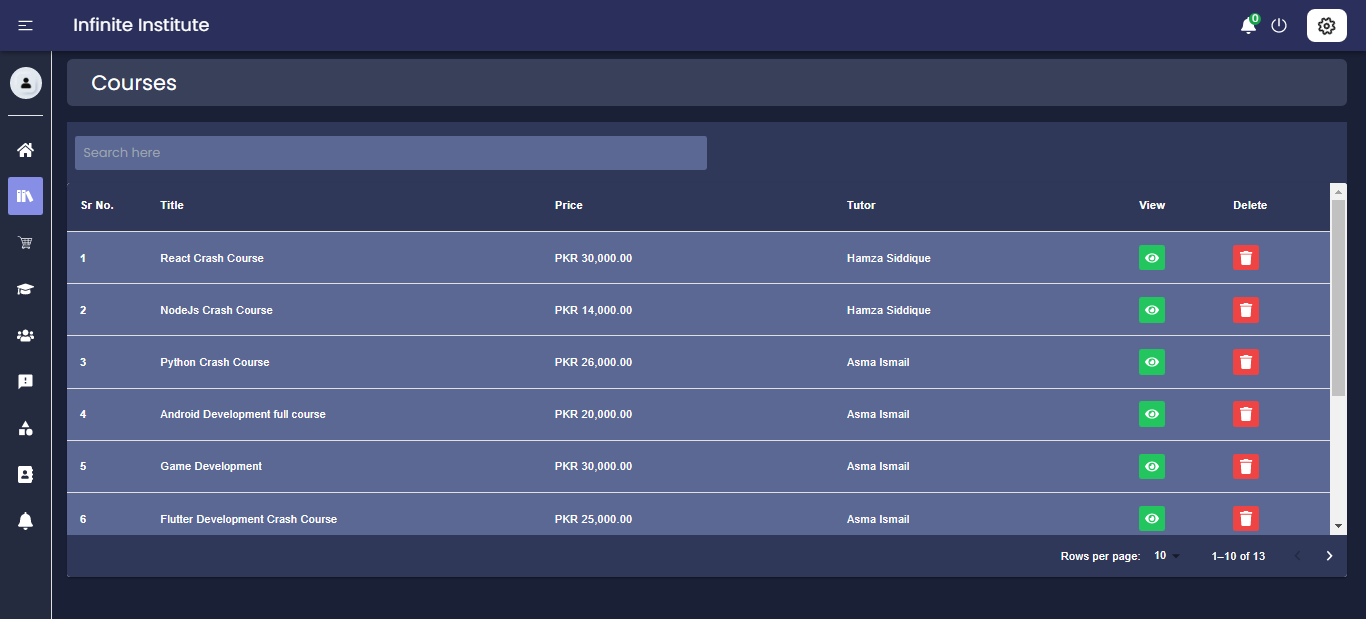 Infinite Institute
0
Courses
Search here
Sr No. Title Price Tutor View Delete
1 React Crash Course PKR 30,000.00 Hamza Siddique
2 NodeJs Crash Course PKR 14,000.00 Hamza Siddique
3 Python Crash Course PKR 26,000.00 Asma Ismail
4 Android Development full course PKR 20,000.00 Asma Ismail
5 Game Development PKR 30,000.00 Asma Ismail
6 Flutter Development Crash Course PKR 25,000.00 Asma Ismail
Rows per page: 10 1–10 of 13